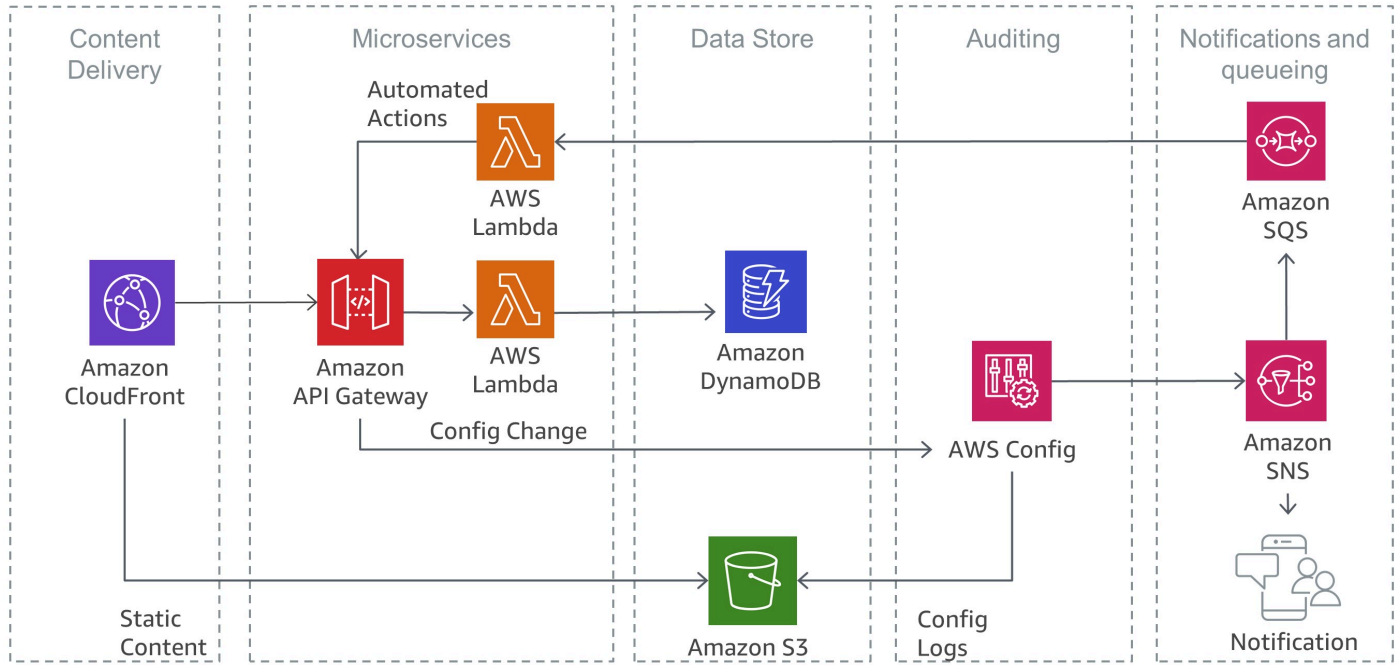 Content
Delivery
Microservices
Data Store
Auditing
Notifications and
queueing
Automated
Actions
AWS
Lambda
Amazon
SQS
Amazon
CloudFront
</>
Amazon
API Gateway
AWS
Lambda
Amazon
DynamoDB
Config Change
AWS Config
Amazon
SNS
Static
Content
Amazon S3
Config
Logs
Notification